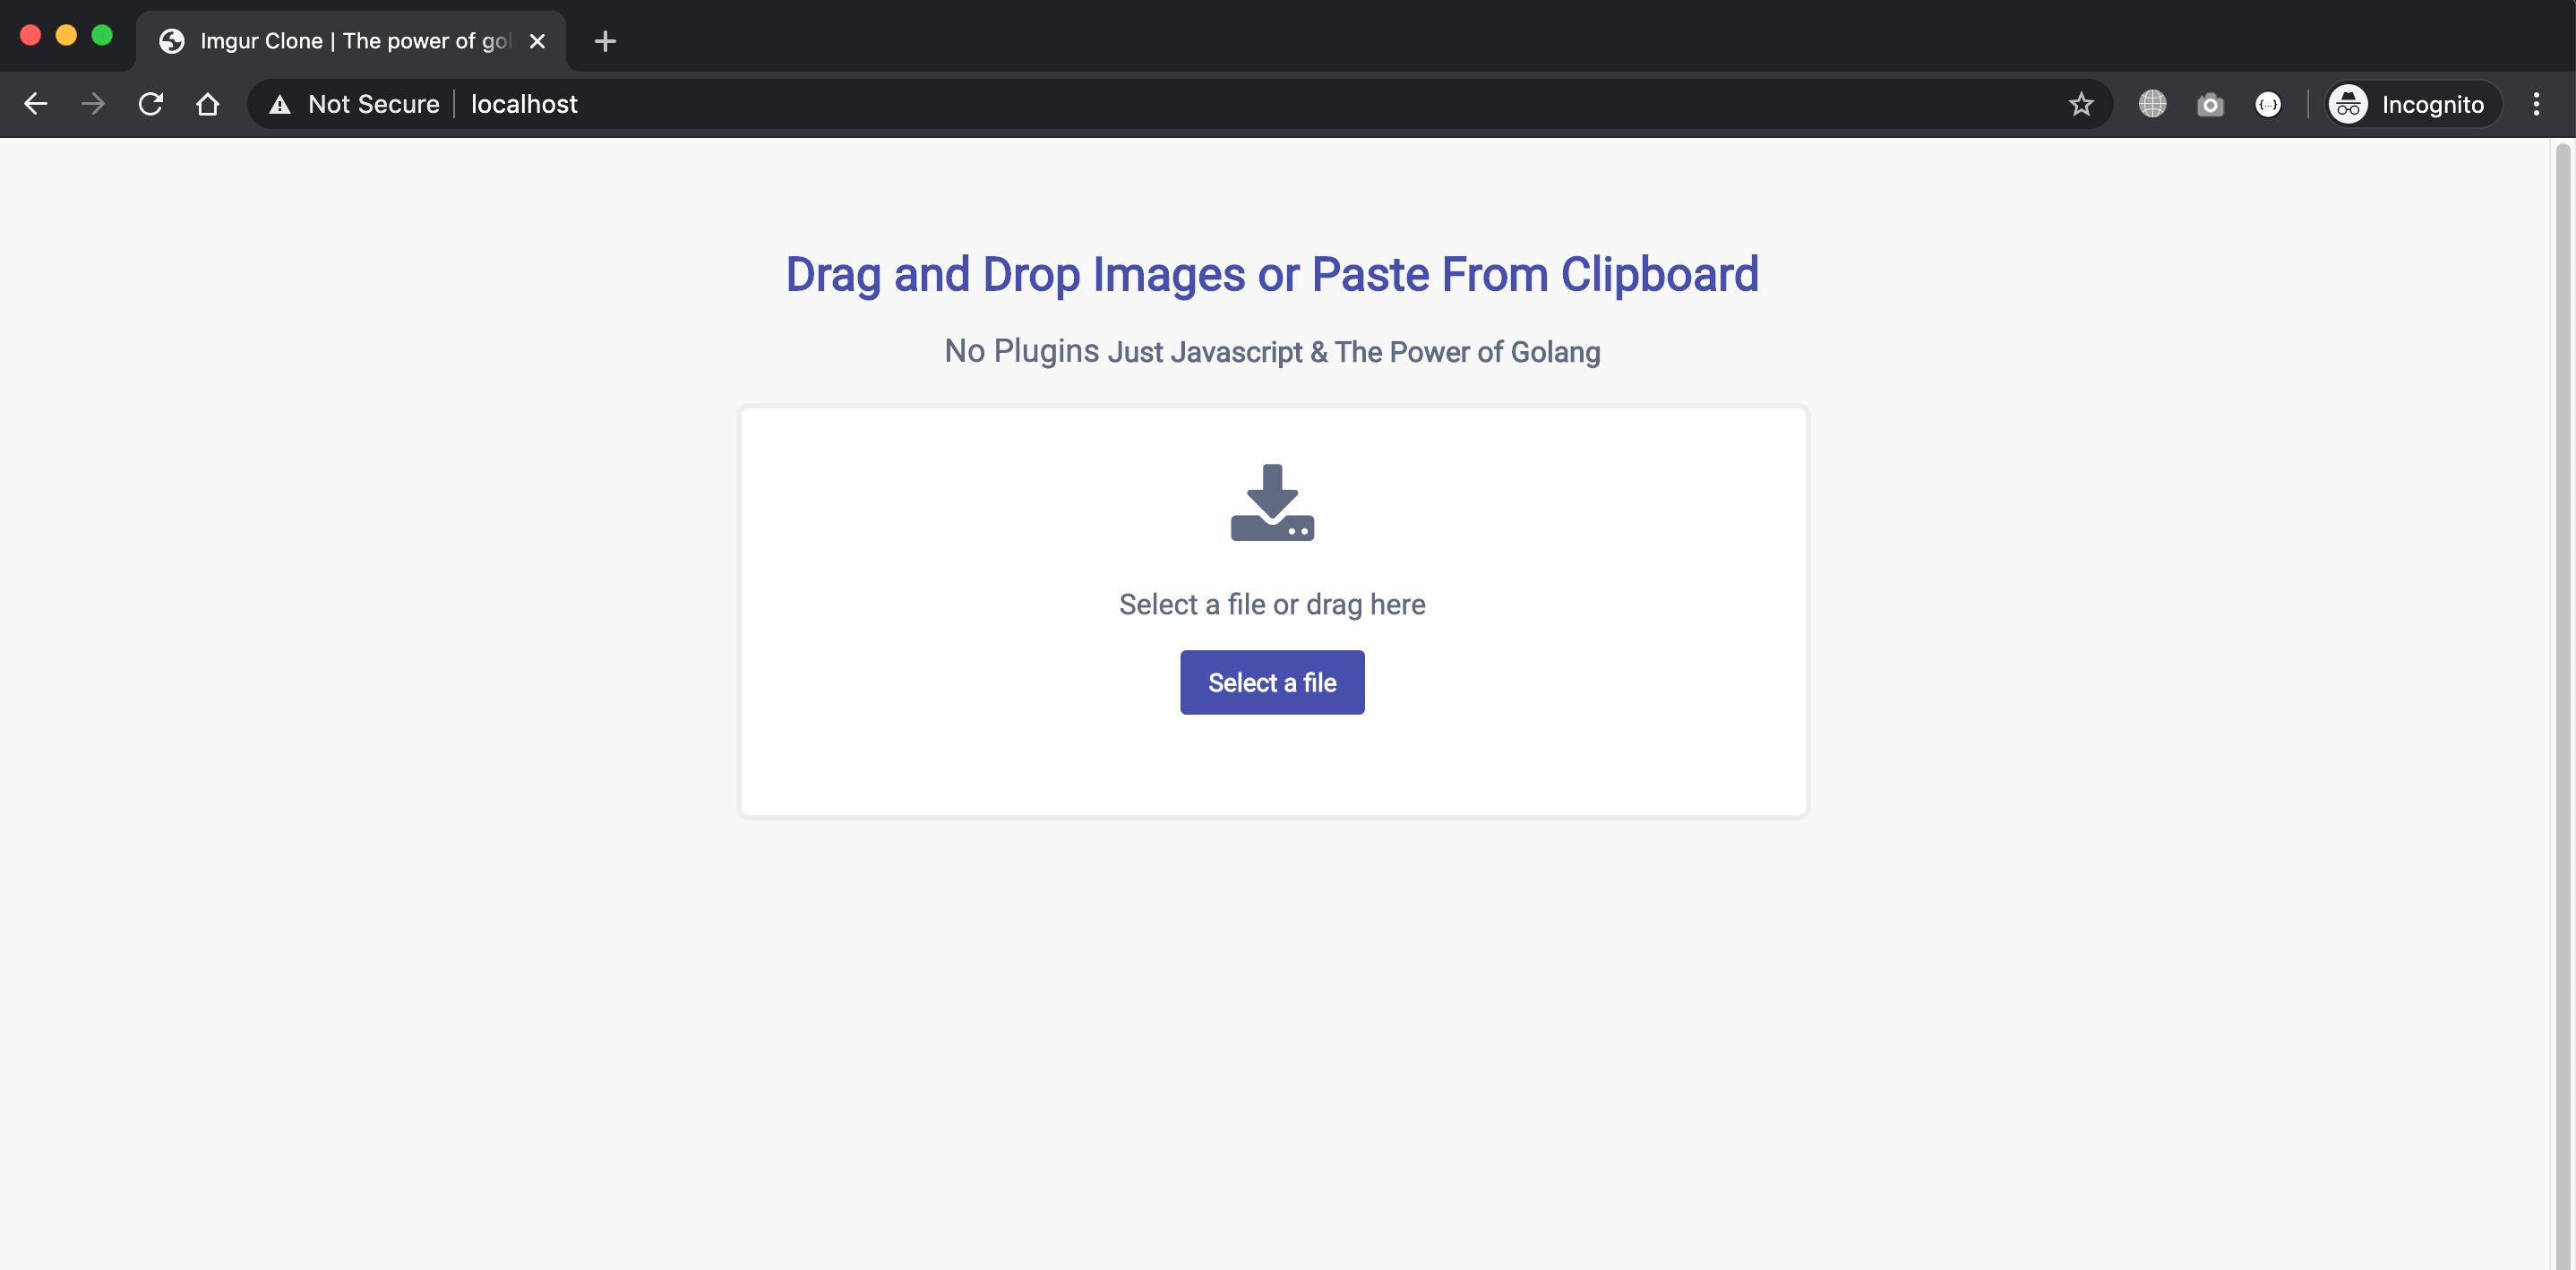 Imgur Clone | The power of gol
Not Secure localhost
Incognito
Drag and Drop Images or Paste From Clipboard
No Plugins Just Javascript & The Power of Golang
Select a file or drag here
Select a file